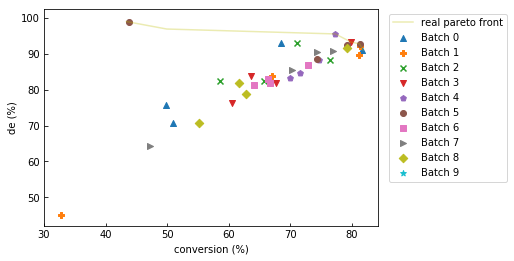 100
90
80
70
60
50
de (%)
30 40 50 60 70 80
conversion (%)
real pareto front
Batch 0
Batch 1
Batch 2
Batch 3
Batch 4
Batch 5
Batch 6
Batch 7
Batch 8
Batch 9